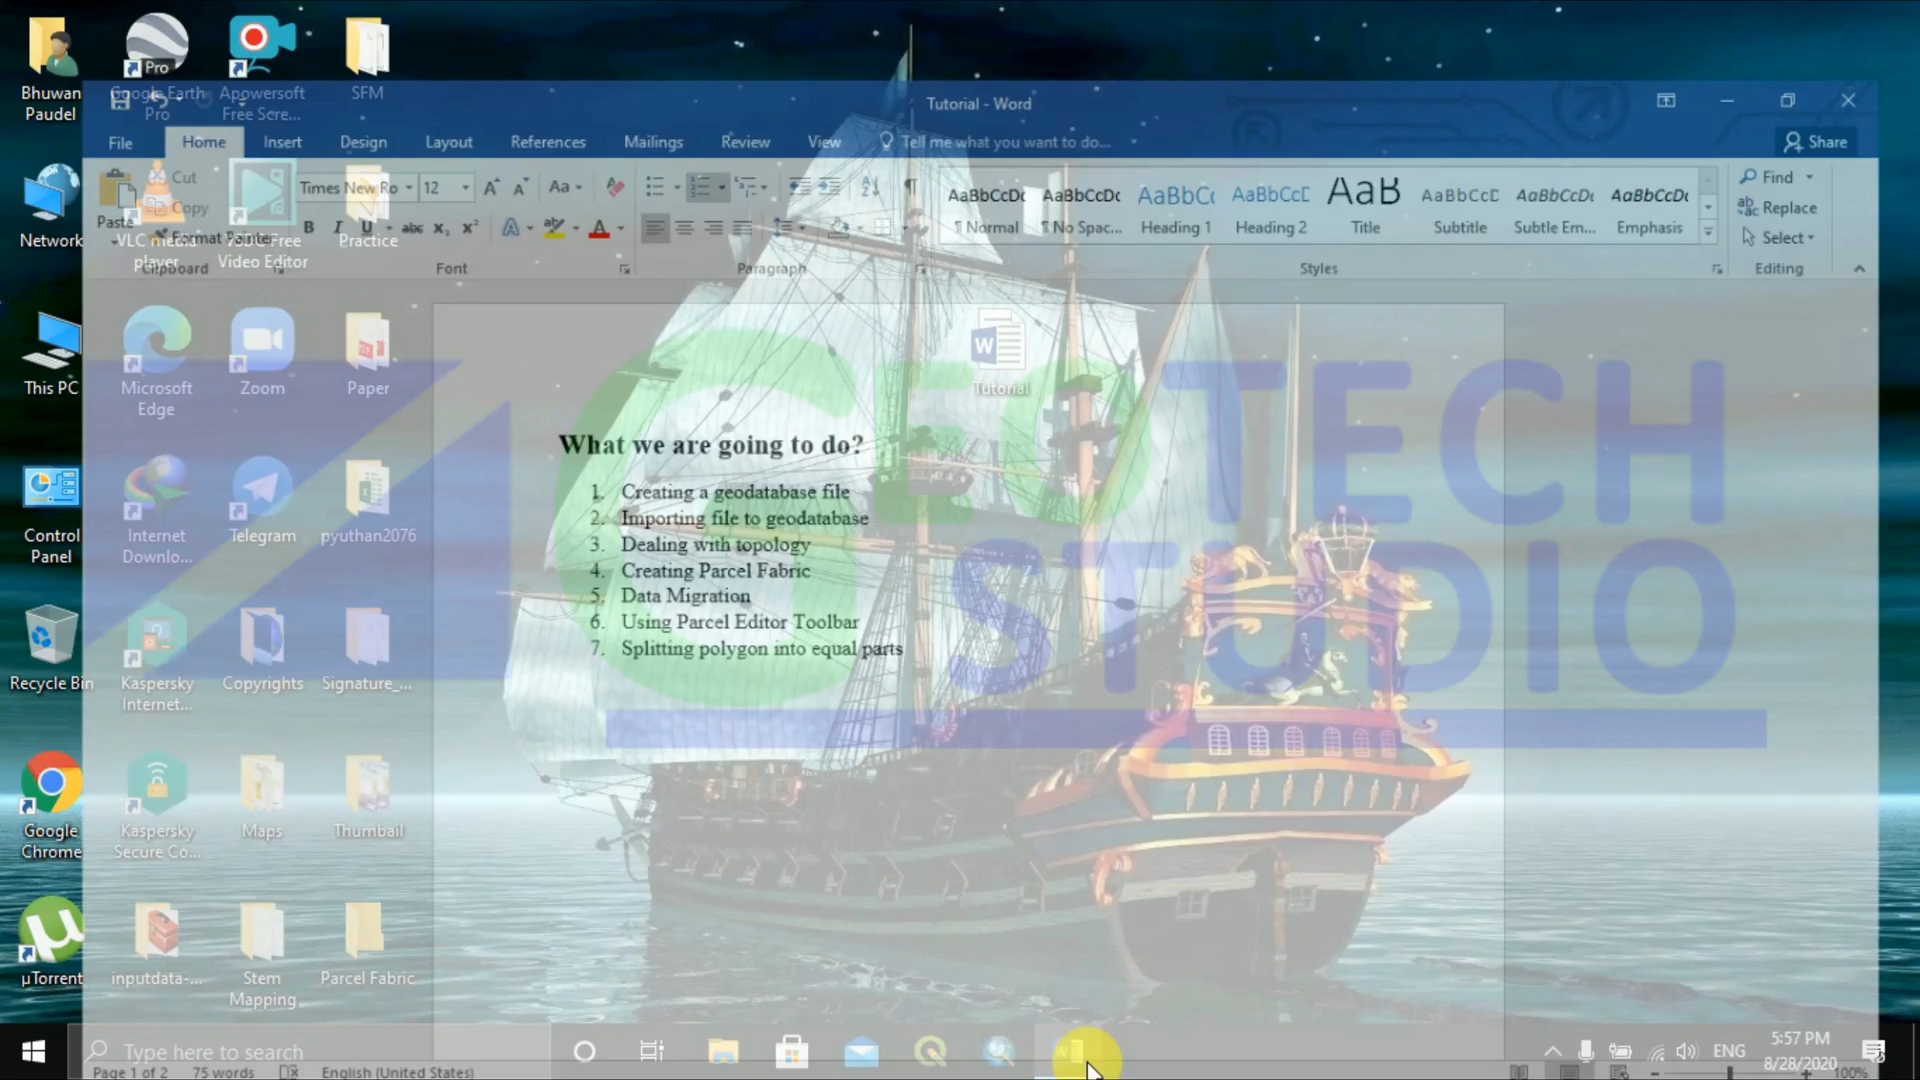 Bhuwan
Paudel
Google Earth
Pro
Pro
Apowersoft
Free Scre...
SFM
Tutorial - Word
File
Home
Insert
Design
Layout
References
Mailings
Review
View
Tell me what you want to do...
Share
Paste
Cut
Copy
Format Painter
Clipboard
Times New Ro
12
Font
Paragraph
AaBbCcDc
¶ Normal
AaBbCcDc
¶ No Spac...
AaBbCc
Heading 1
AaBbCcD
Heading 2
AaB
Title
AaBbCcD
Subtitle
AaBbCcDc
Subtle Em...
AaBbCcDc
Emphasis
Styles
Find
Replace
Select
Editing
Network
VLC media
player
Free
Video Editor
Practice
This PC
Microsoft
Edge
Zoom
Paper
Tutorial
GEOTECH
STUDIO
What we are going to do?
1. Creating a geodatabase file
2. Importing file to geodatabase
3. Dealing with topology
4. Creating Parcel Fabric
5. Data Migration
6. Using Parcel Editor Toolbar
7. Splitting polygon into equal parts
Control
Panel
Internet
Downlo...
Telegram
pyuthan2076
Recycle Bin
Kaspersky
Internet...
Copyrights
Signature_...
Google
Chrome
Kaspersky
Secure Co...
Maps
Thumbail
µTorrent
inputdata-...
Stem
Mapping
Parcel Fabric
Type here to search
ENG
5:57 PM
8/28/2020
Page 1 of 2
75 words
English (United States)
100%